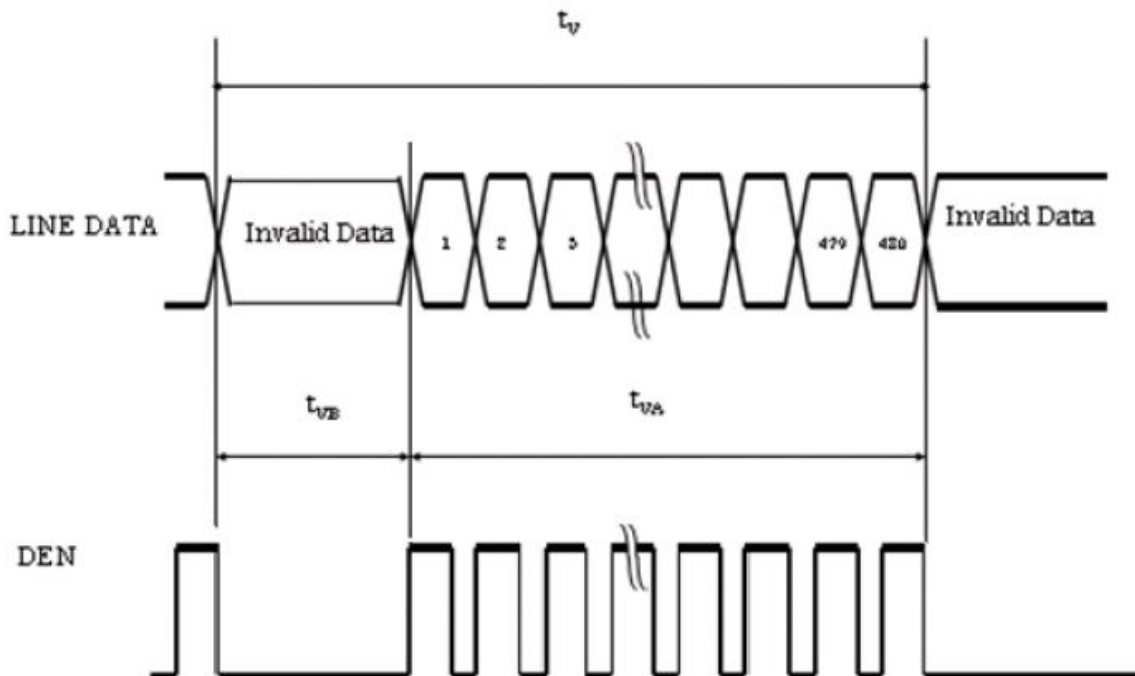 tV
LINE DATA
Invalid Data
1
2
3
479
480
Invalid Data
tVB
tVA
DEN